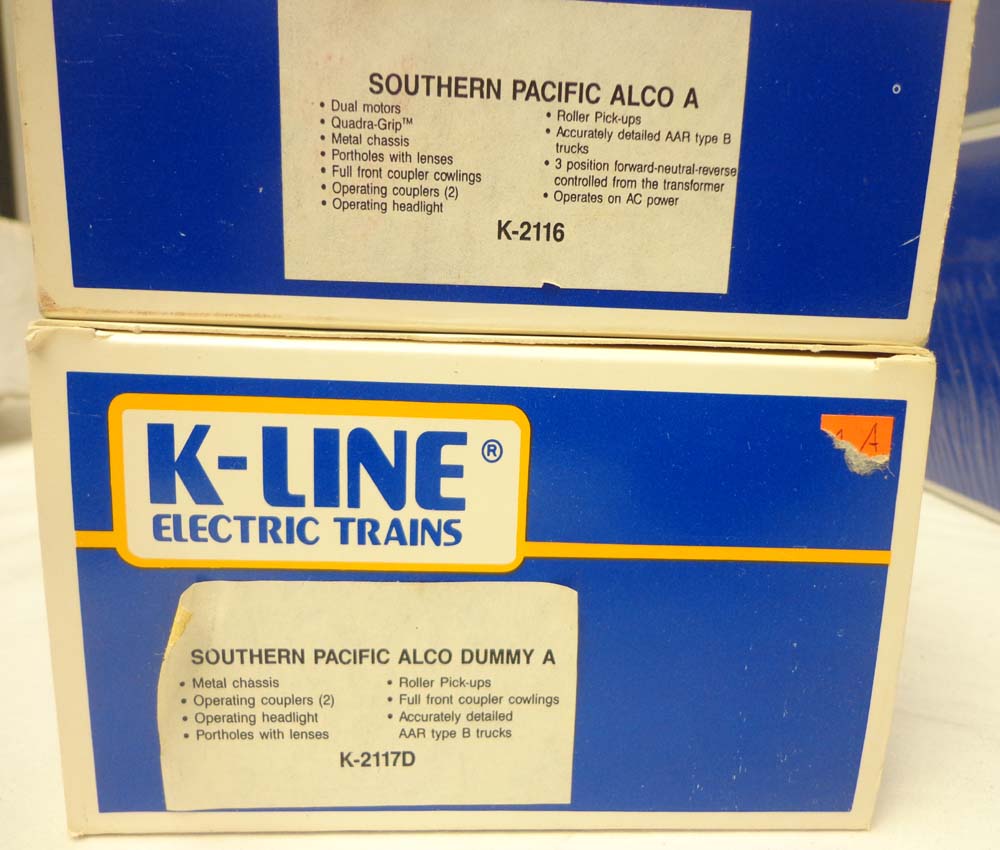 SOUTHERN PACIFIC ALCO A
• Dual motors
• Quadra-Grip™
• Metal chassis
• Portholes with lenses
• Full front coupler cowlings
• Operating couplers (2)
• Operating headlight
• Roller Pick-ups
• Accurately detailed AAR type B
trucks
• 3 position forward-neutral-reverse
controlled from the transformer
• Operates on AC power
K-2116
K-LINE®
ELECTRIC TRAINS
A
SOUTHERN PACIFIC ALCO DUMMY A
• Metal chassis
• Operating couplers (2)
• Operating headlight
• Portholes with lenses
• Roller Pick-ups
• Full front coupler cowlings
• Accurately detailed
AAR type B trucks
K-2117D